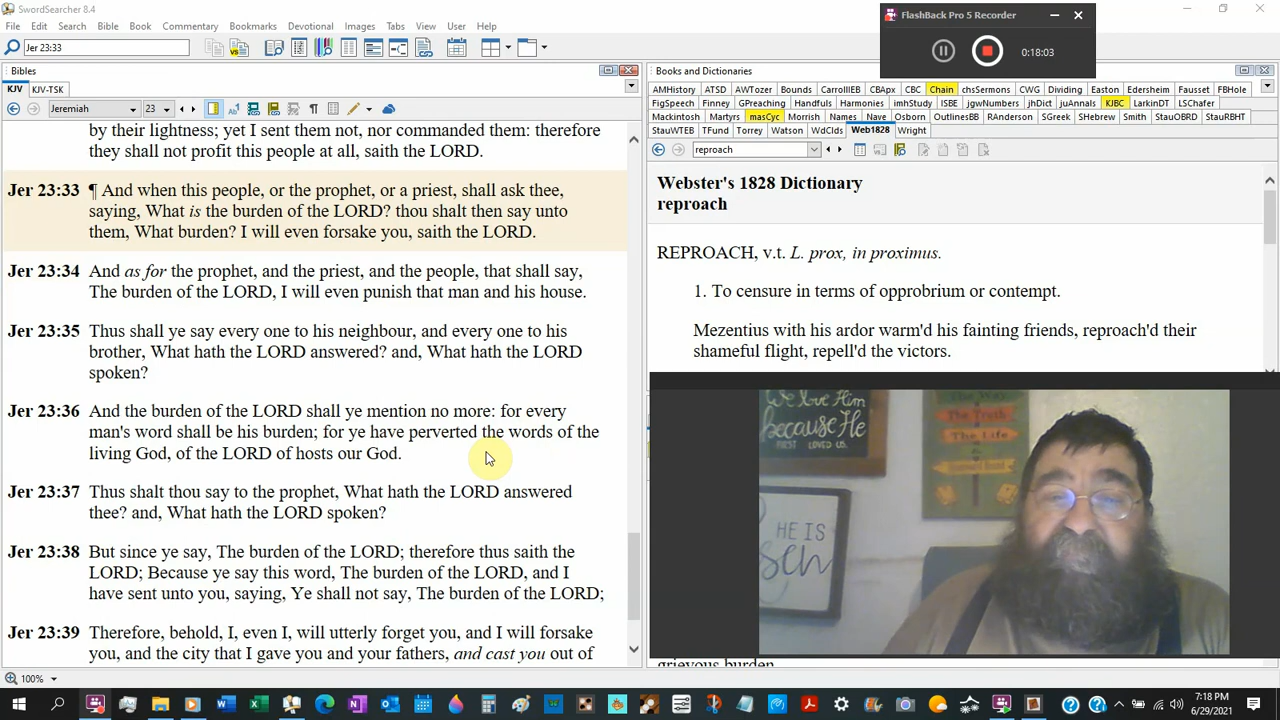 SwordSearcher 8.4
File Edit Search Bible Book Commentary Bookmarks Devotional Images Tabs View User Help
Jer 23:33
FlashBack Pro 5 Recorder
0:18:03
Bibles
KJV KJV-TSK
Jeremiah 23
by their lightness; yet I sent them not, nor commanded them: therefore
they shall not profit this people at all, saith the LORD.
Jer 23:33 ¶ And when this people, or the prophet, or a priest, shall ask thee,
saying, What is the burden of the LORD? thou shalt then say unto
them, What burden? I will even forsake you, saith the LORD.
Jer 23:34 And as for the prophet, and the priest, and the people, that shall say,
The burden of the LORD, I will even punish that man and his house.
Jer 23:35 Thus shall ye say every one to his neighbour, and every one to his
brother, What hath the LORD answered? and, What hath the LORD
spoken?
Jer 23:36 And the burden of the LORD shall ye mention no more: for every
man's word shall be his burden; for ye have perverted the words of the
living God, of the LORD of hosts our God.
Jer 23:37 Thus shalt thou say to the prophet, What hath the LORD answered
thee? and, What hath the LORD spoken?
Jer 23:38 But since ye say, The burden of the LORD; therefore thus saith the
LORD; Because ye say this word, The burden of the LORD, and I
have sent unto you, saying, Ye shall not say, The burden of the LORD;
Jer 23:39 Therefore, behold, I, even I, will utterly forget you, and I will forsake
you, and the city that I gave you and your fathers, and cast you out of
100%
Books and Dictionaries
AMHistory ATSD AWTozer Bounds CarrollIEB CBApx CBC Chain chsSermons CWG Dividing Easton Edersheim Fausset FBHole
FigSpeech Finney GPreaching Handfuls Harmonies imhStudy ISBE jgwNumbers jhDict juAnnals KJBC LarkinDT LSChafer
Mackintosh Martyrs masCyc Morrish Names Nave Osborn OutlinesBB RAnderson SGreek SHebrew Smith StauOBRD StauRBHT
StauWTEB TFund Torrey Watson WdClds Web1828 Wright
reproach
Webster's 1828 Dictionary
reproach
REPROACH, v.t. L. prox, in proximus.
1. To censure in terms of opprobrium or contempt.
Mezentius with his ardor warm'd his fainting friends, reproach'd their
shameful flight, repell'd the victors.
We love Him
because He
FIRST LOVED US.
The Way
The Truth
The Life
HE IS
grievous burden
7:18 PM
6/29/2021